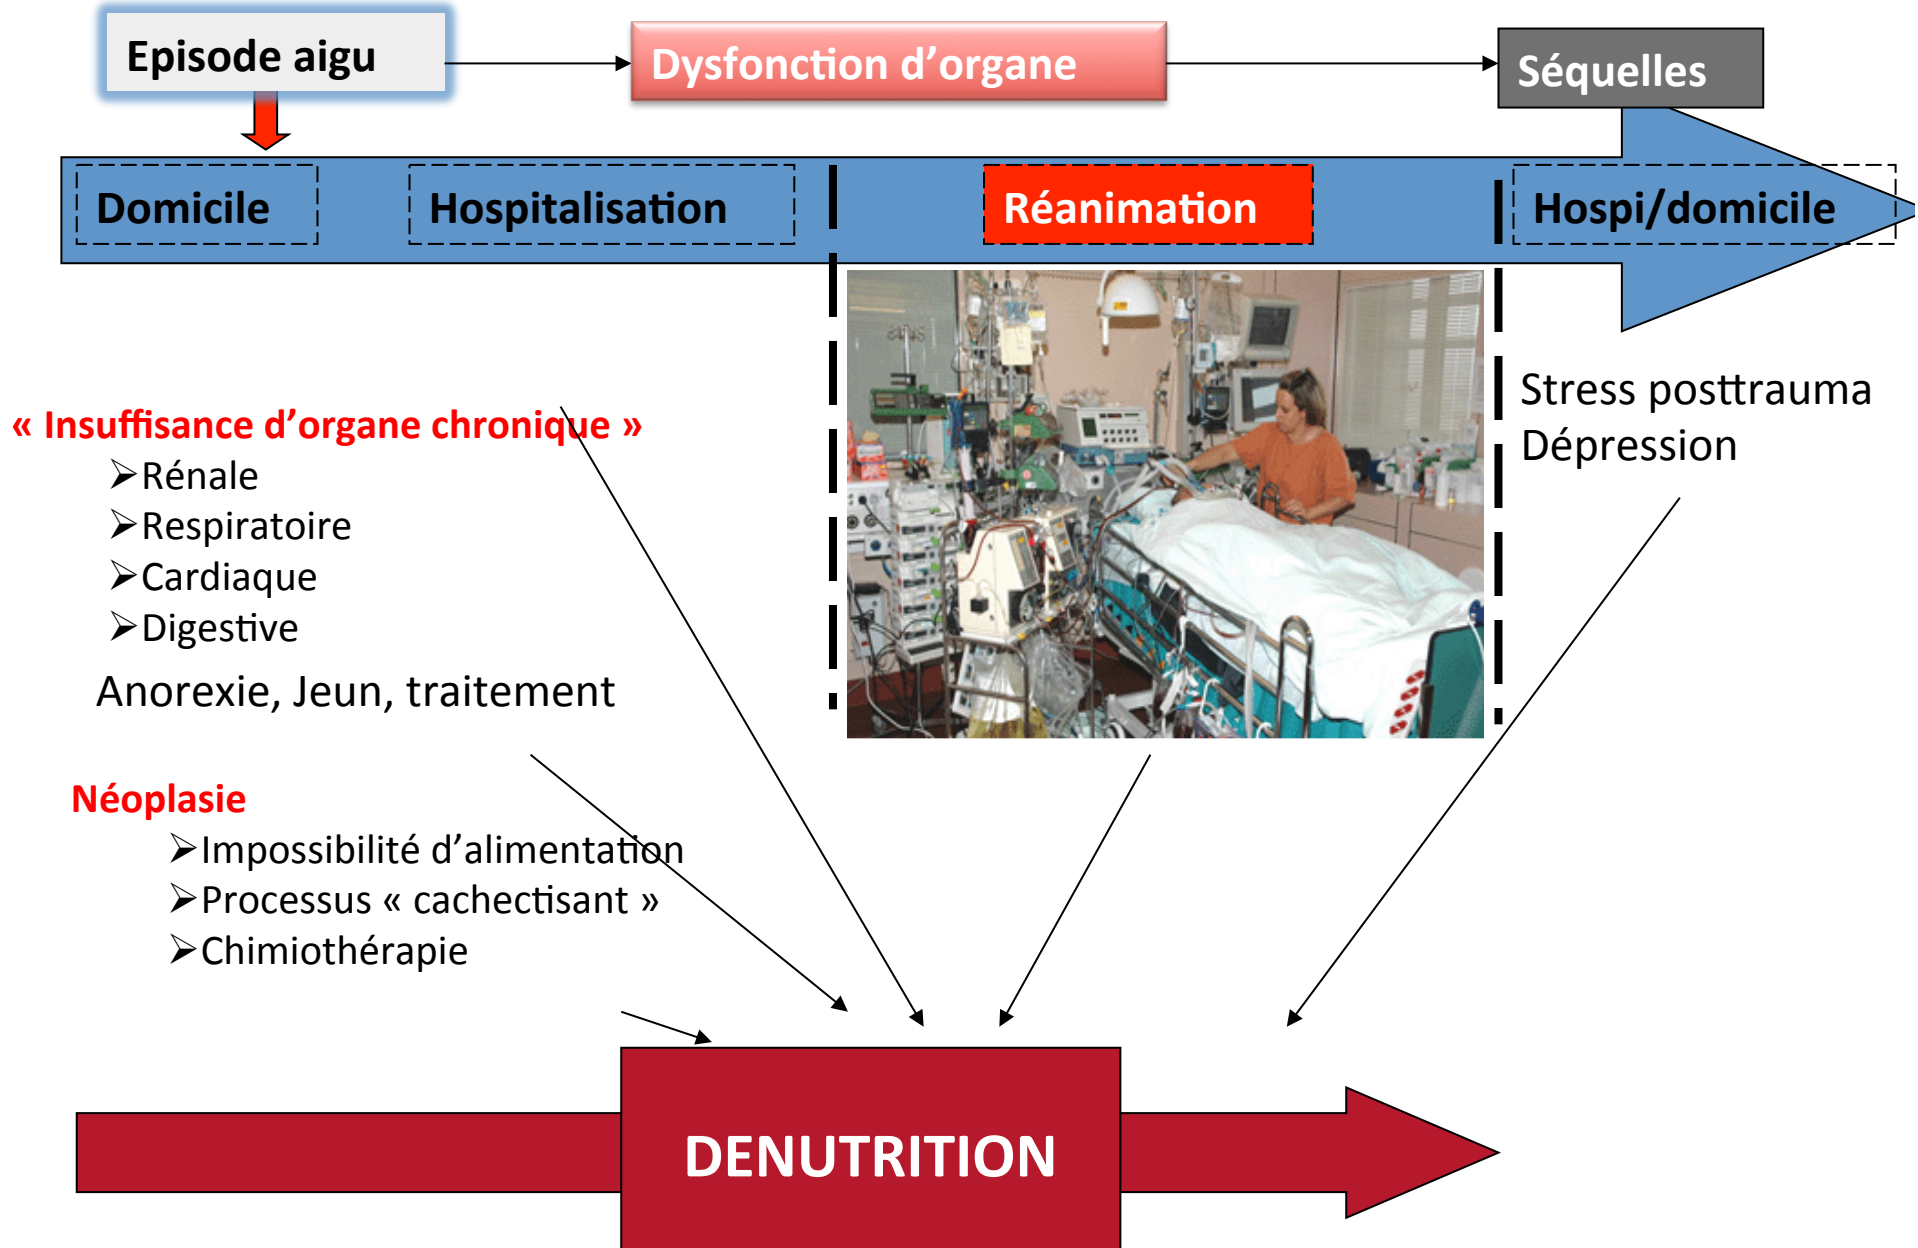 Episode aigu
Dysfonction d’organe
Séquelles
Domicile
Hospitalisation
Réanimation
Hospi/domicile
« Insuffisance d’organe chronique »
➢Rénale
➢Respiratoire
➢Cardiaque
➢Digestive
Anorexie, Jeun, traitement
Stress posttrauma
Dépression
Néoplasie
➢Impossibilité d’alimentation
➢Processus « cachectisant »
➢Chimiothérapie
DENUTRITION